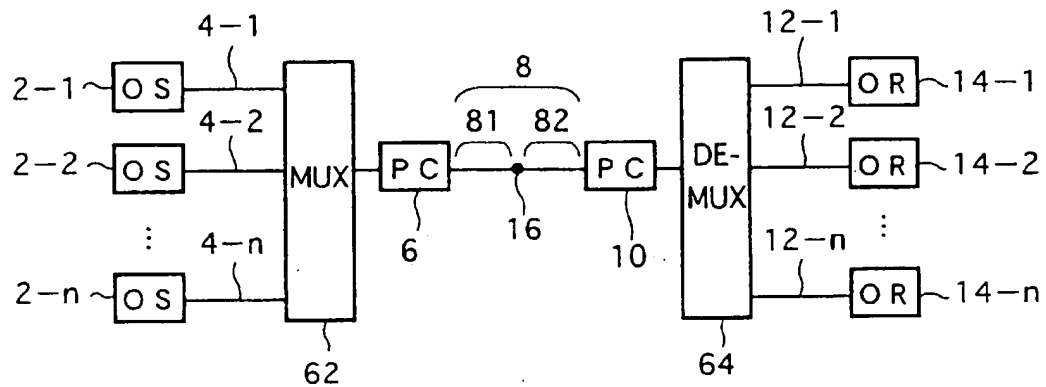 4-1
12-1
8
2-1
OS
OR
14-1
4-2
81
82
12-2
2-2
OS
MUX
PC
PC
DE-
MUX
OR
14-2
6
16
10
⋮
4-n
12-n
⋮
2-n
OS
OR
14-n
62
64